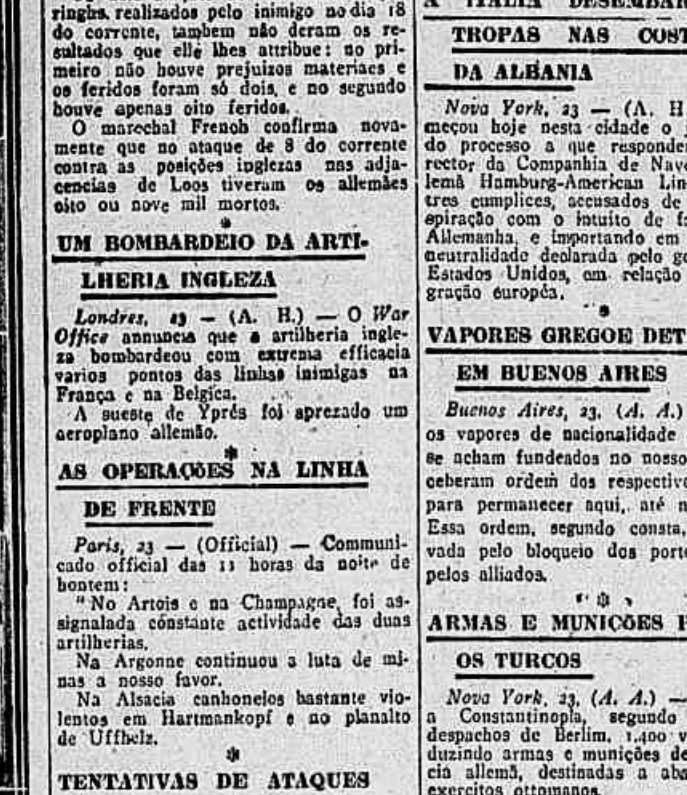 ringhs, realizados pelo inimigo no dia 18
do corrente, tambem não deram os re-
sultados que elle lhes attribue: no pri-
meiro não houve prejuizos materiaes e
os feridos foram só dois, e no segundo
houve apenas oito feridos.
O marechal French confirma nova-
mente que no ataque de 8 do corrente
contra as posições inglezas nas adja-
cencias de Loos tiveram os allemães
oito ou nove mil mortos.
UM BOMBARDEIO DA ARTI-
LHERIA INGLEZA
Londres, 23 — (A. H.) — O War
Office annuncia que a artilheria ingle-
za bombardeou com extrema efficacia
varios pontos das linhas inimigas na
França e na Belgica.
A sueste de Yprés foi aprezado um
aeroplano allemão.
AS OPERAÇÕES NA LINHA
DE FRENTE
Paris, 23 — (Official) — Communi-
cado official das 11 horas da noite de
hontem:
"No Artois e na Champagne, foi as-
signalada constante actividade das duas
artilherias.
Na Argonne continuou a luta de mi-
nas a nosso favor.
Na Alsacia canhoneios bastante vio-
lentos em Hartmankopf e no planalto
de Uffholz.
TENTATIVAS DE ATAQUES
A ITALIA DESEMBAR
TROPAS NAS COST
DA ALBANIA
Nova York, 23 — (A. H
meçou hoje nesta cidade o
do processo a que responde
rector da Companhia de Nave
lemã Hamburg-American Lin
tres cumplices, accusados de
spiração com o intuito de f
Allemanha, e importando em
neutralidade declarada pelo go
Estados Unidos, em relação
gração européa.
VAPORES GREGOE DET
EM BUENOS AIRES
Buenos Aires, 23. (A. A.)
os vapores de nacionalidade
se acham fundeados no nosso
ceberam ordem dos respectivo
para permanecer aqui, até n
Essa ordem, segundo consta,
vada pelo bloqueio dos porto
pelos alliados.
ARMAS E MUNICÕES P
OS TURCOS
Nova York, 23, (A. A.) —
a Constantinopla, segundo
despachos de Berlim, 1.400 v
duzindo armas e munições de
cia allemã, destinadas a aba
exercitos ottomanos.